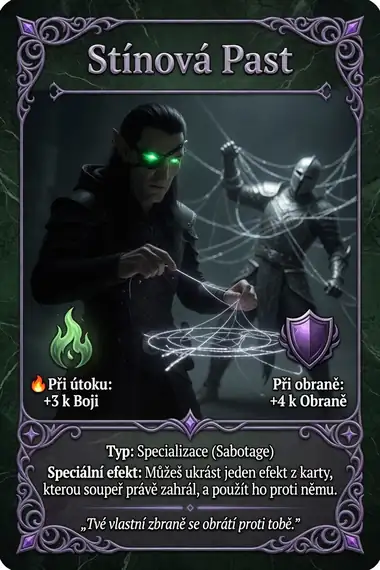 Stínová Past
🔥Při útoku:
+3 k Boji
Při obraně:
+4 k Obraně
Typ: Specializace (Sabotage)
Speciální efekt: Můžeš ukrást jeden efekt z karty,
kterou soupeř právě zahrál, a použít ho proti němu.
„Tvé vlastní zbraně se obrátí proti tobě.”